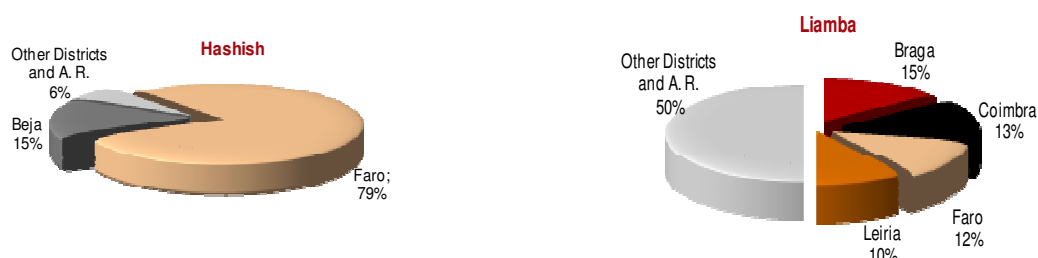 Hashish
Other Districts
and A. R.
6%
Beja
15%
Faro;
79%
Liamba
Other Districts
and A. R.
50%
Braga
15%
Coimbra
13%
Faro
12%
Leiria
10%